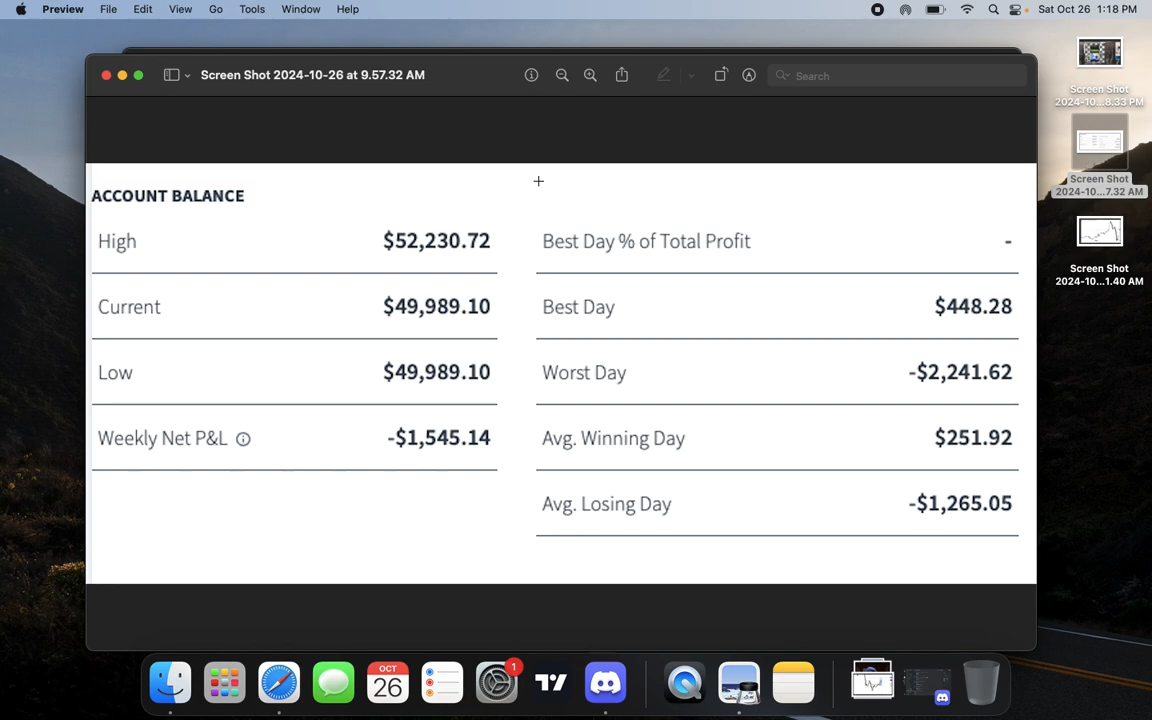 Preview File Edit View Go Tools Window Help Sat Oct 26 1:18 PM
Screen Shot 2024-10-26 at 9.57.32 AM Search
Screen Shot
2024-10...8.33 PM
Screen Shot
2024-10...7.32 AM
Screen Shot
2024-10...1.40 AM
ACCOUNT BALANCE
High $52,230.72
Current $49,989.10
Low $49,989.10
Weekly Net P&L -$1,545.14
Best Day % of Total Profit -
Best Day $448.28
Worst Day -$2,241.62
Avg. Winning Day $251.92
Avg. Losing Day -$1,265.05
OCT
26
1